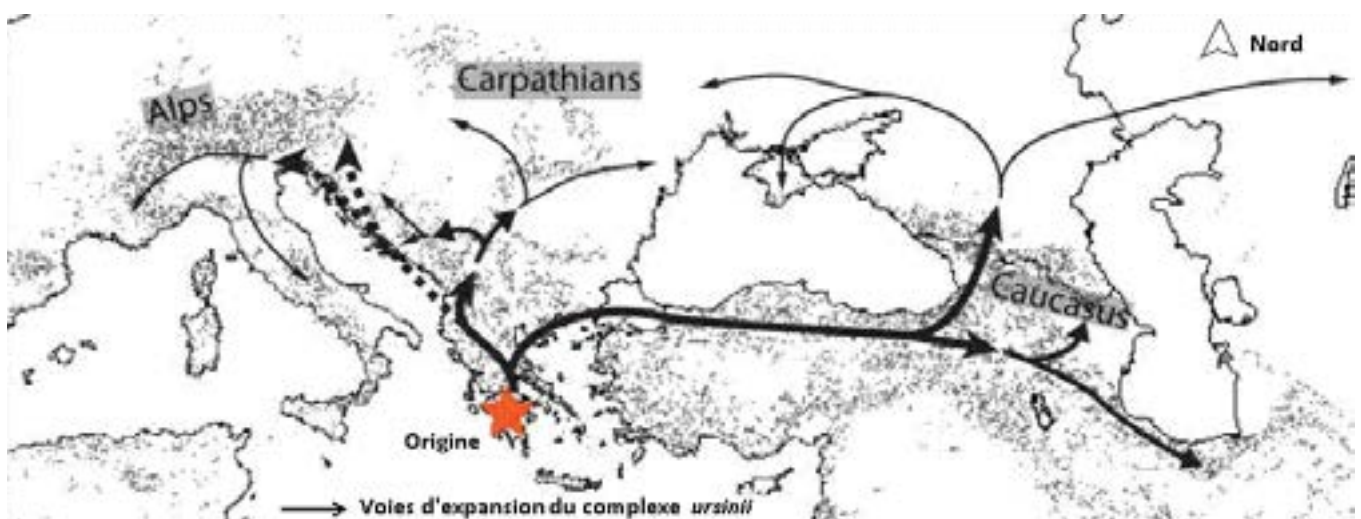 Nord
Carpathians
Alps
Caucasus
Origine
Voies d'expansion du complexe ursinii